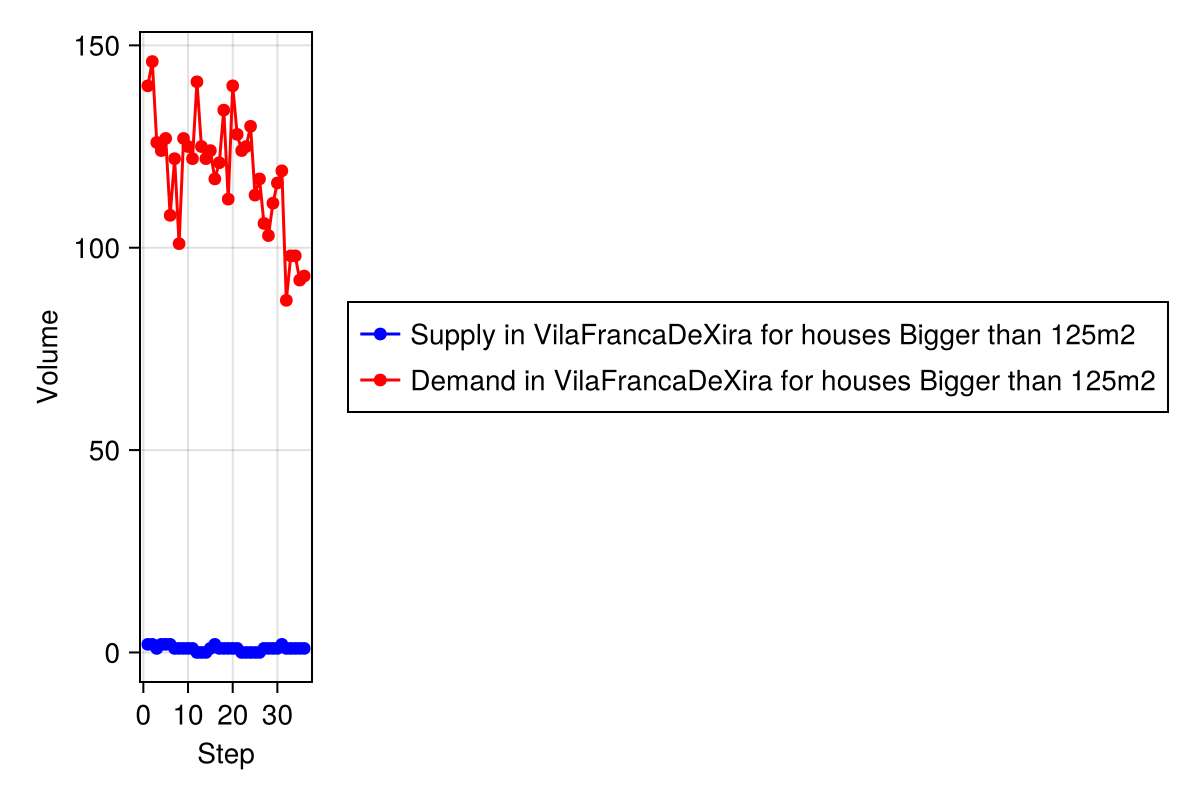 150
100
50
0
Volume
0 10 20 30
Step
Supply in VilaFrancaDeXira for houses Bigger than 125m2
Demand in VilaFrancaDeXira for houses Bigger than 125m2